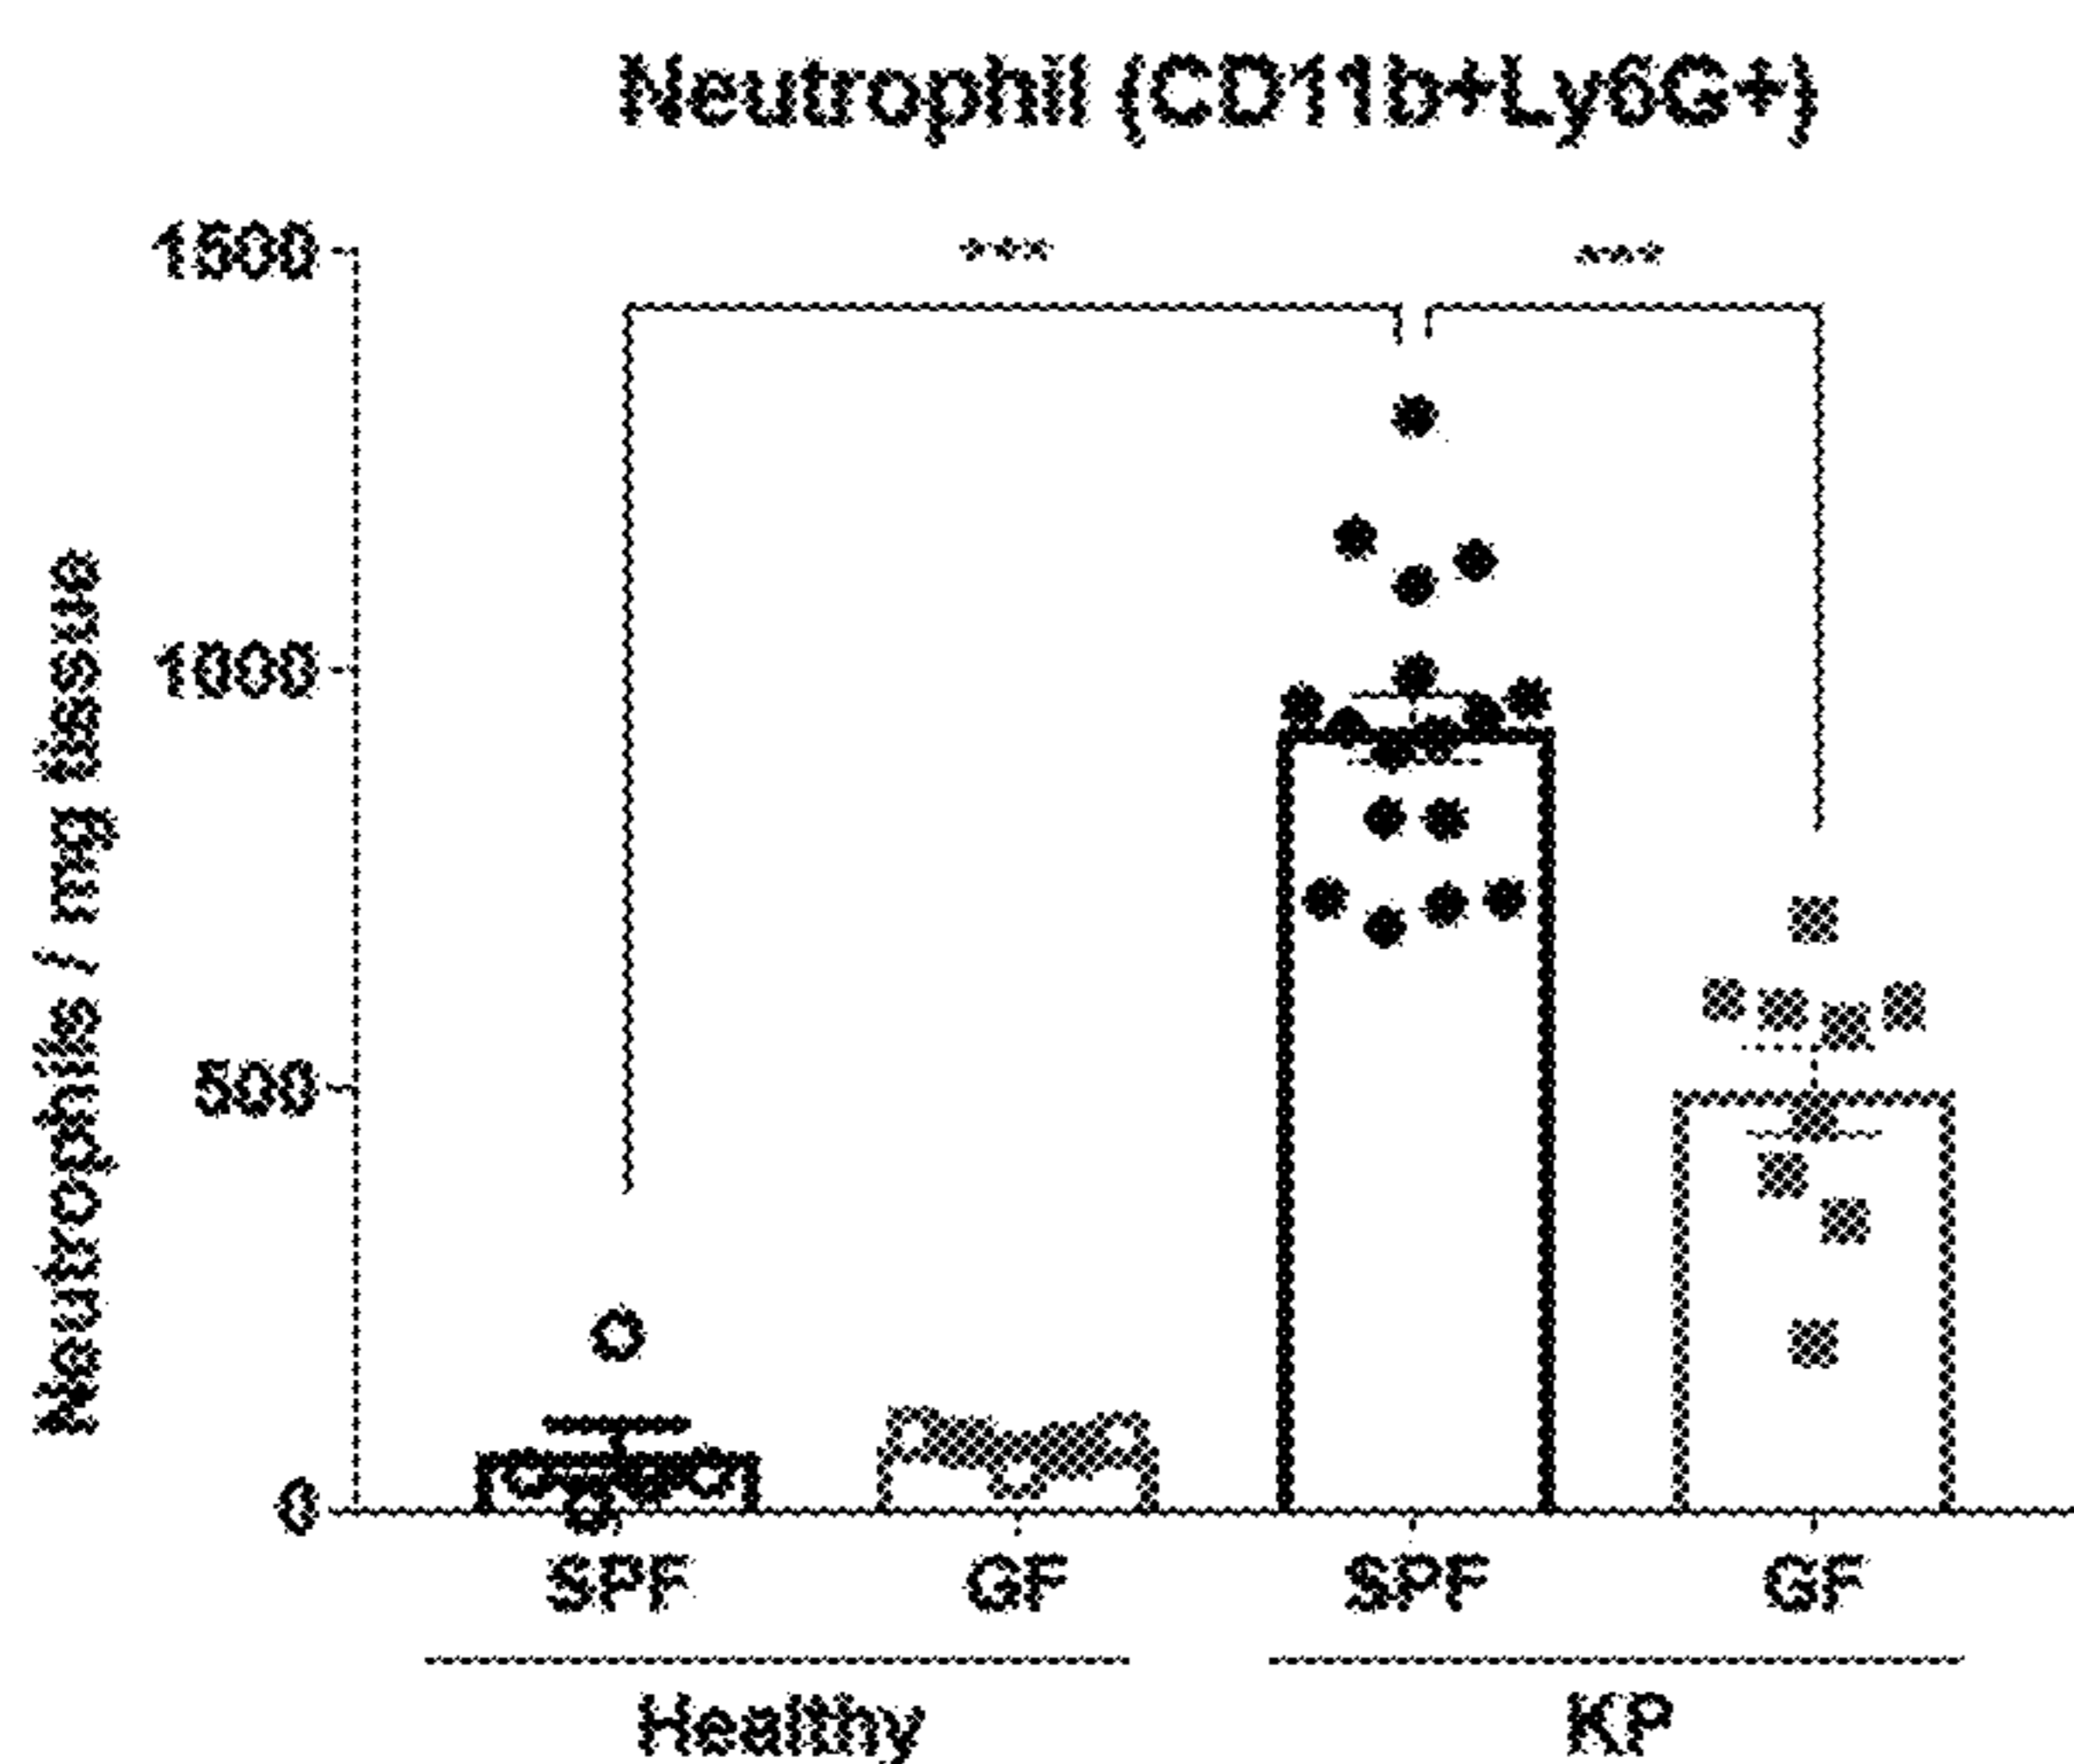 Neutrophil (CD11b+Ly6G+)
***
***
1500
1000
500
0
Neutrophils / mg tissue
SPF
GF
SPF
GF
Healthy
KP